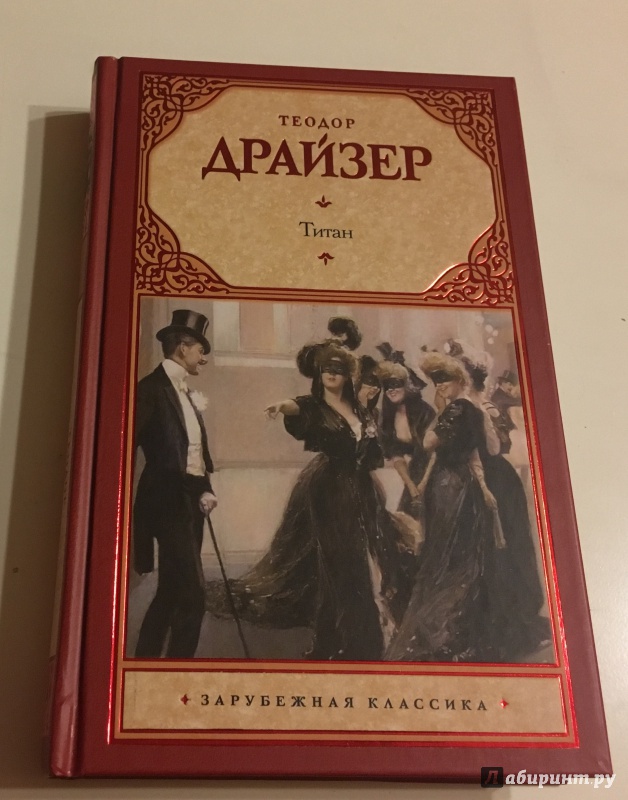 ТЕОДОР
ДРАЙЗЕР
Титан
ЗАРУБЕЖНАЯ КЛАССИКА
Лабиринт.ру